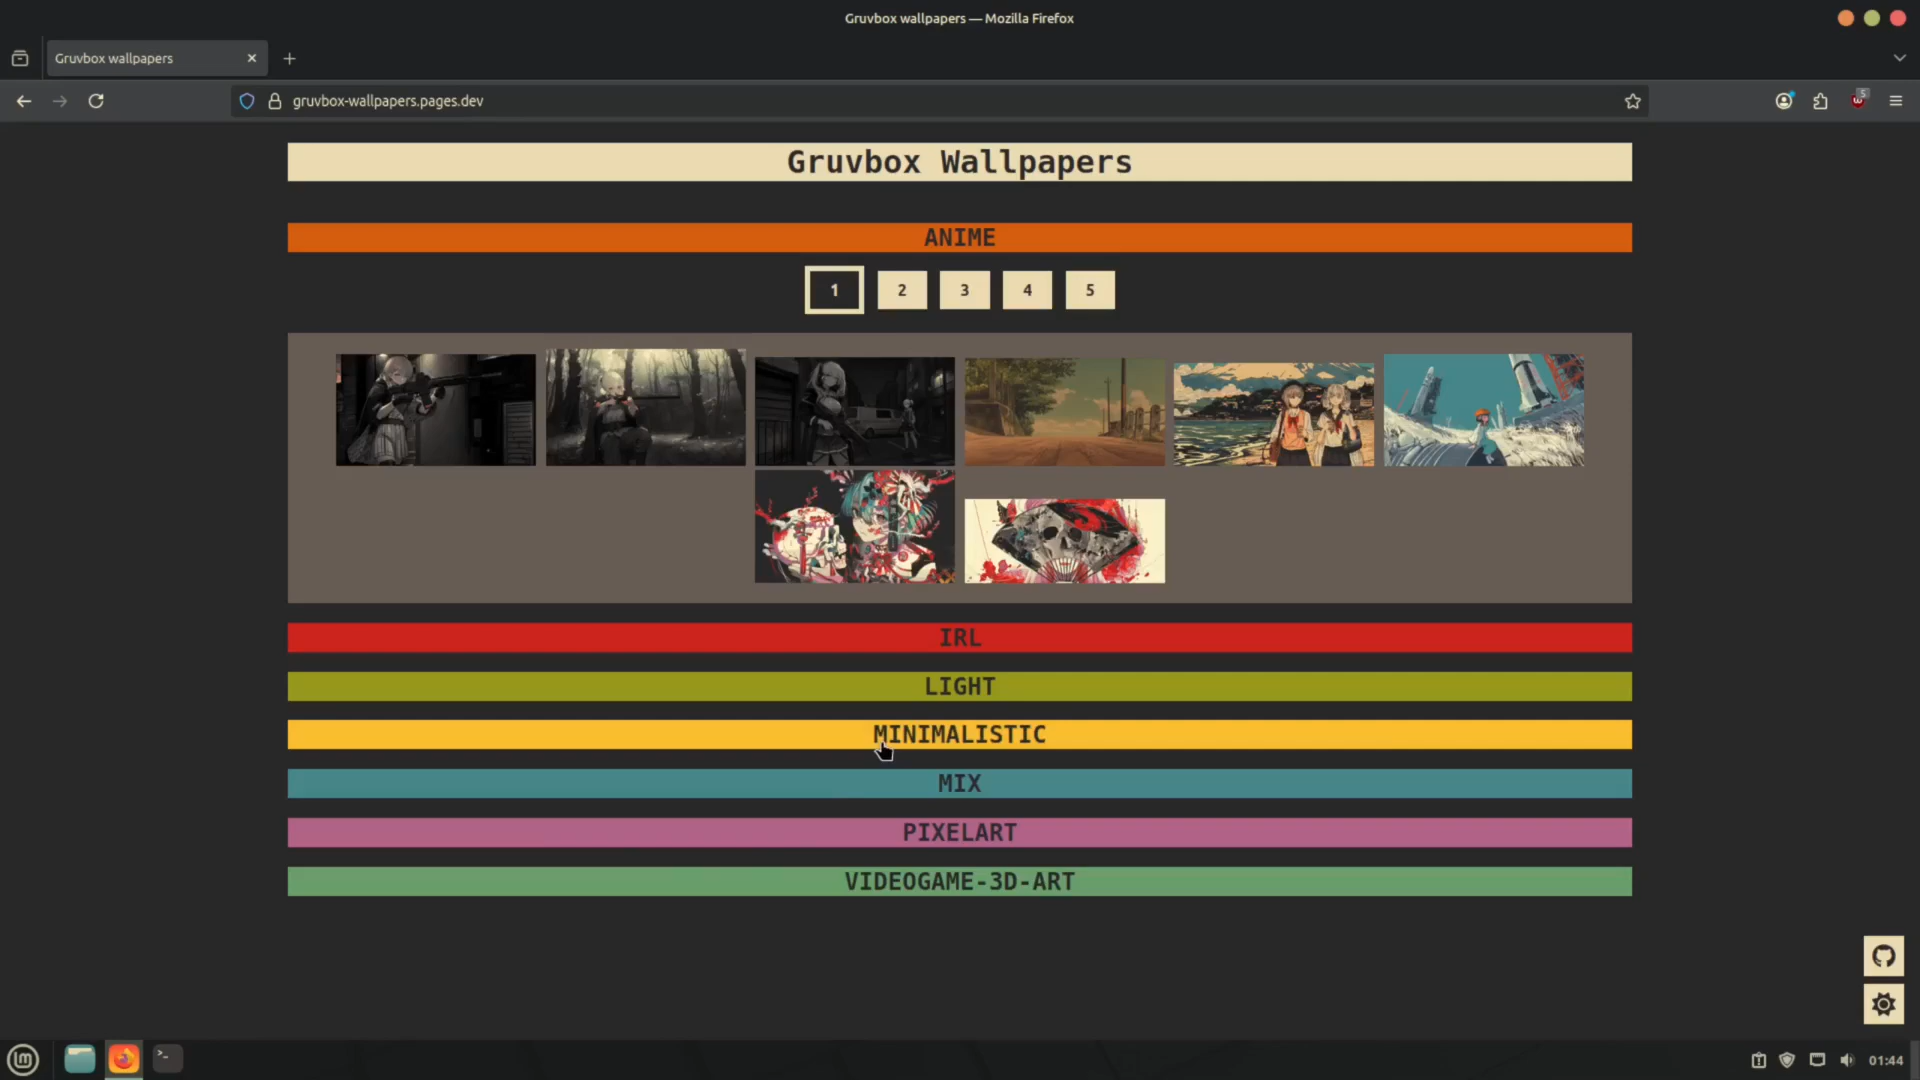 Gruvbox wallpapers — Mozilla Firefox
Gruvbox wallpapers
gruvbox-wallpapers.pages.dev
5
Gruvbox Wallpapers
ANIME
1 2 3 4 5
IRL
LIGHT
MINIMALISTIC
MIX
PIXELART
VIDEOGAME-3D-ART
01:44